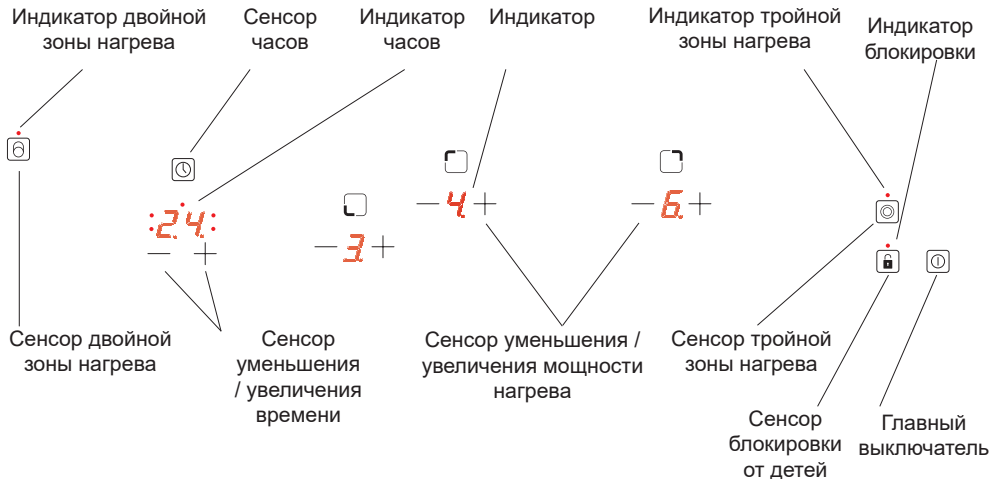 Индикатор двойной
зоны нагрева
Сенсор
часов
Индикатор
часов
Индикатор
Индикатор тройной
зоны нагрева
Индикатор
блокировки
2.4.
3.
4.
6.
Сенсор двойной
зоны нагрева
Сенсор
уменьшения
/ увеличения
времени
Сенсор уменьшения /
увеличения мощности
нагрева
Сенсор тройной
зоны нагрева
Сенсор
блокировки
от детей
Главный
выключатель